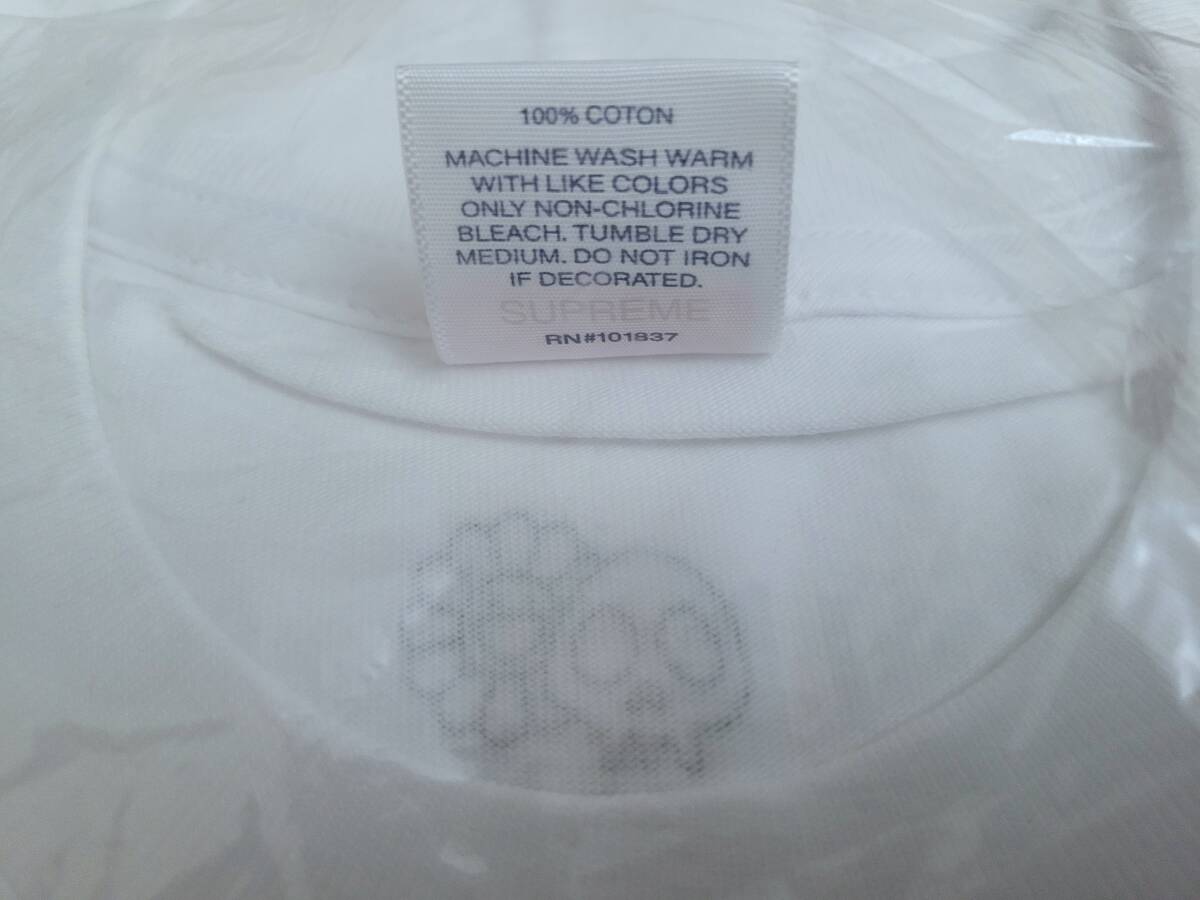 100% COTON
MACHINE WASH WARM
WITH LIKE COLORS
ONLY NON-CHLORINE
BLEACH. TUMBLE DRY
MEDIUM. DO NOT IRON
IF DECORATED.
SUPREME
RN#101837